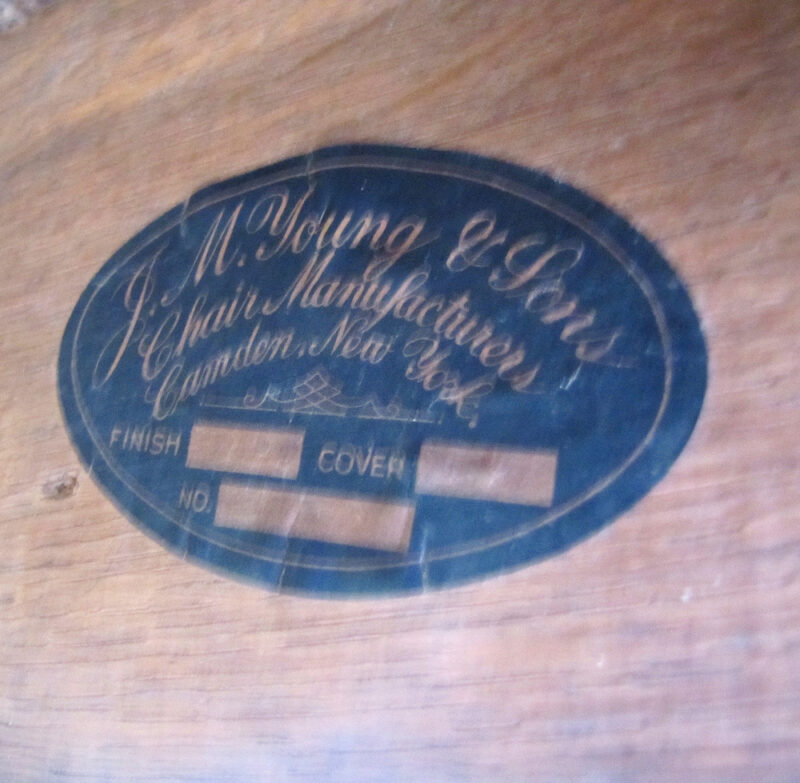 J. M. Young & Sons
Chair Manufacturers
Camden, New York,
FINISH COVER
NO.